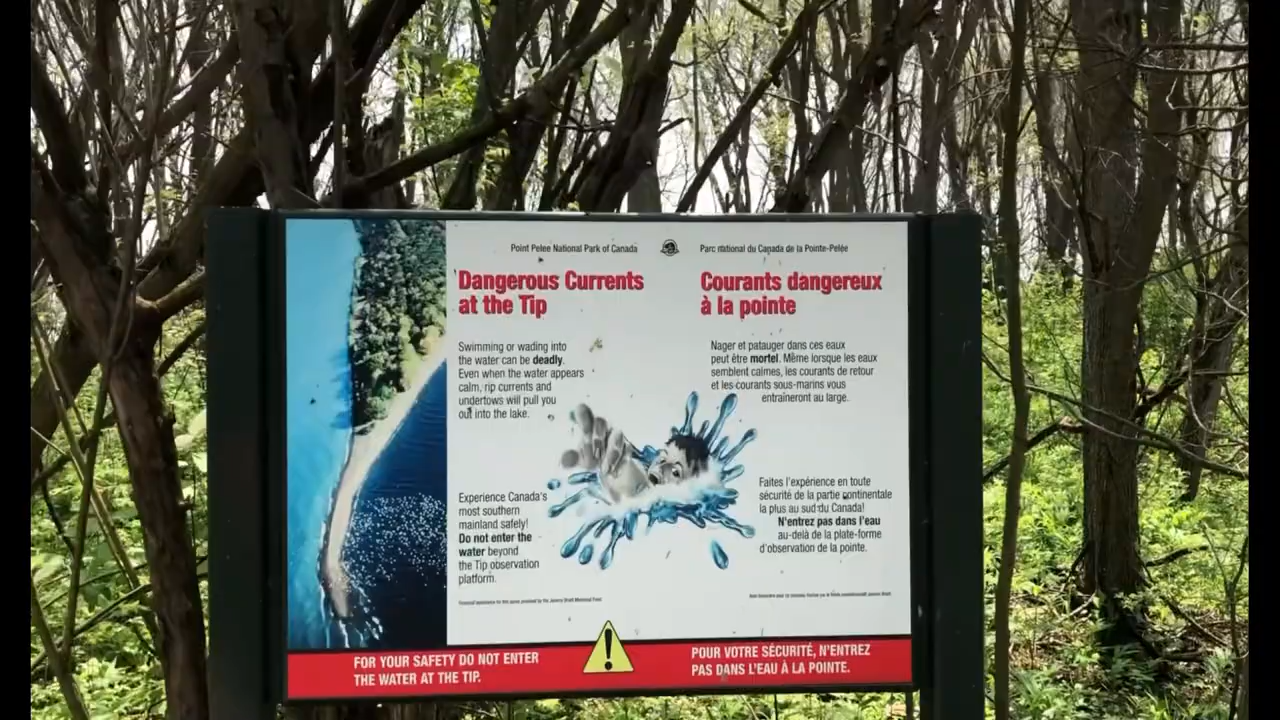 Point Pelee National Park of Canada
Parc national du Canada de la Pointe-Pelée
Dangerous Currents
at the Tip
Swimming or wading into
the water can be deadly.
Even when the water appears
calm, rip currents and
undertows will pull you
out into the lake.
Experience Canada's
most southern
mainland safely!
Do not enter the
water beyond
the Tip observation
platform.
Courants dangereux
à la pointe
Nager et patauger dans ces eaux
peut être mortel. Même lorsque les eaux
semblent calmes, les courants de retour
et les courants sous-marins vous
entraîneront au large.
Faites l'expérience en toute
sécurité de la partie continentale
la plus au sud du Canada!
N'entrez pas dans l'eau
au-delà de la plate-forme
d'observation de la pointe.
FOR YOUR SAFETY DO NOT ENTER
THE WATER AT THE TIP.
POUR VOTRE SÉCURITÉ, N'ENTREZ
PAS DANS L'EAU À LA POINTE.